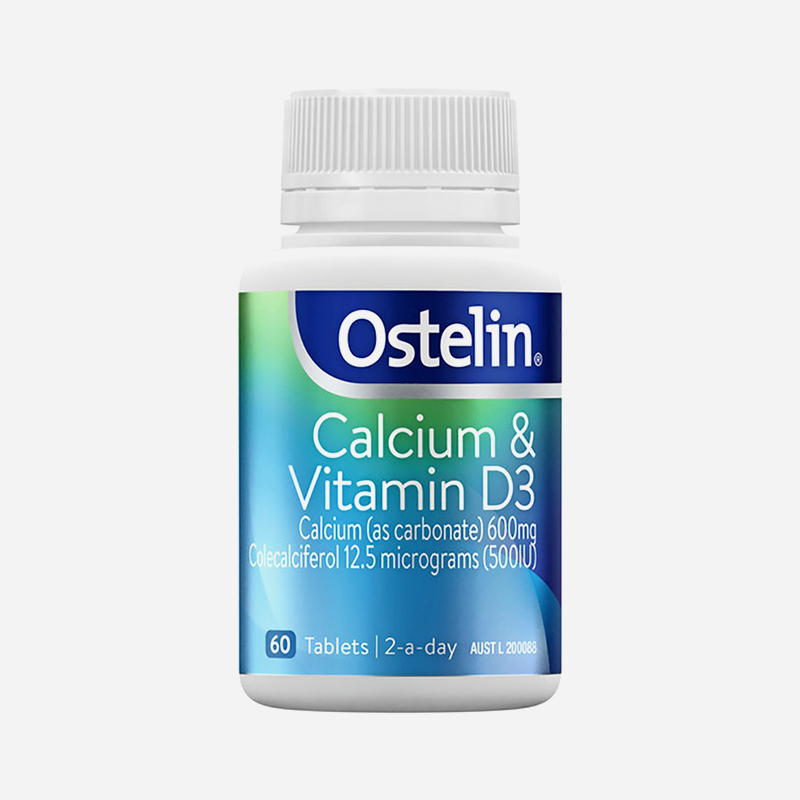 Ostelin®
Calcium &
Vitamin D3
Calcium (as carbonate) 600mg
Colecalciferol 12.5 micrograms (500IU)
60 Tablets | 2-a-day AUST L 200088